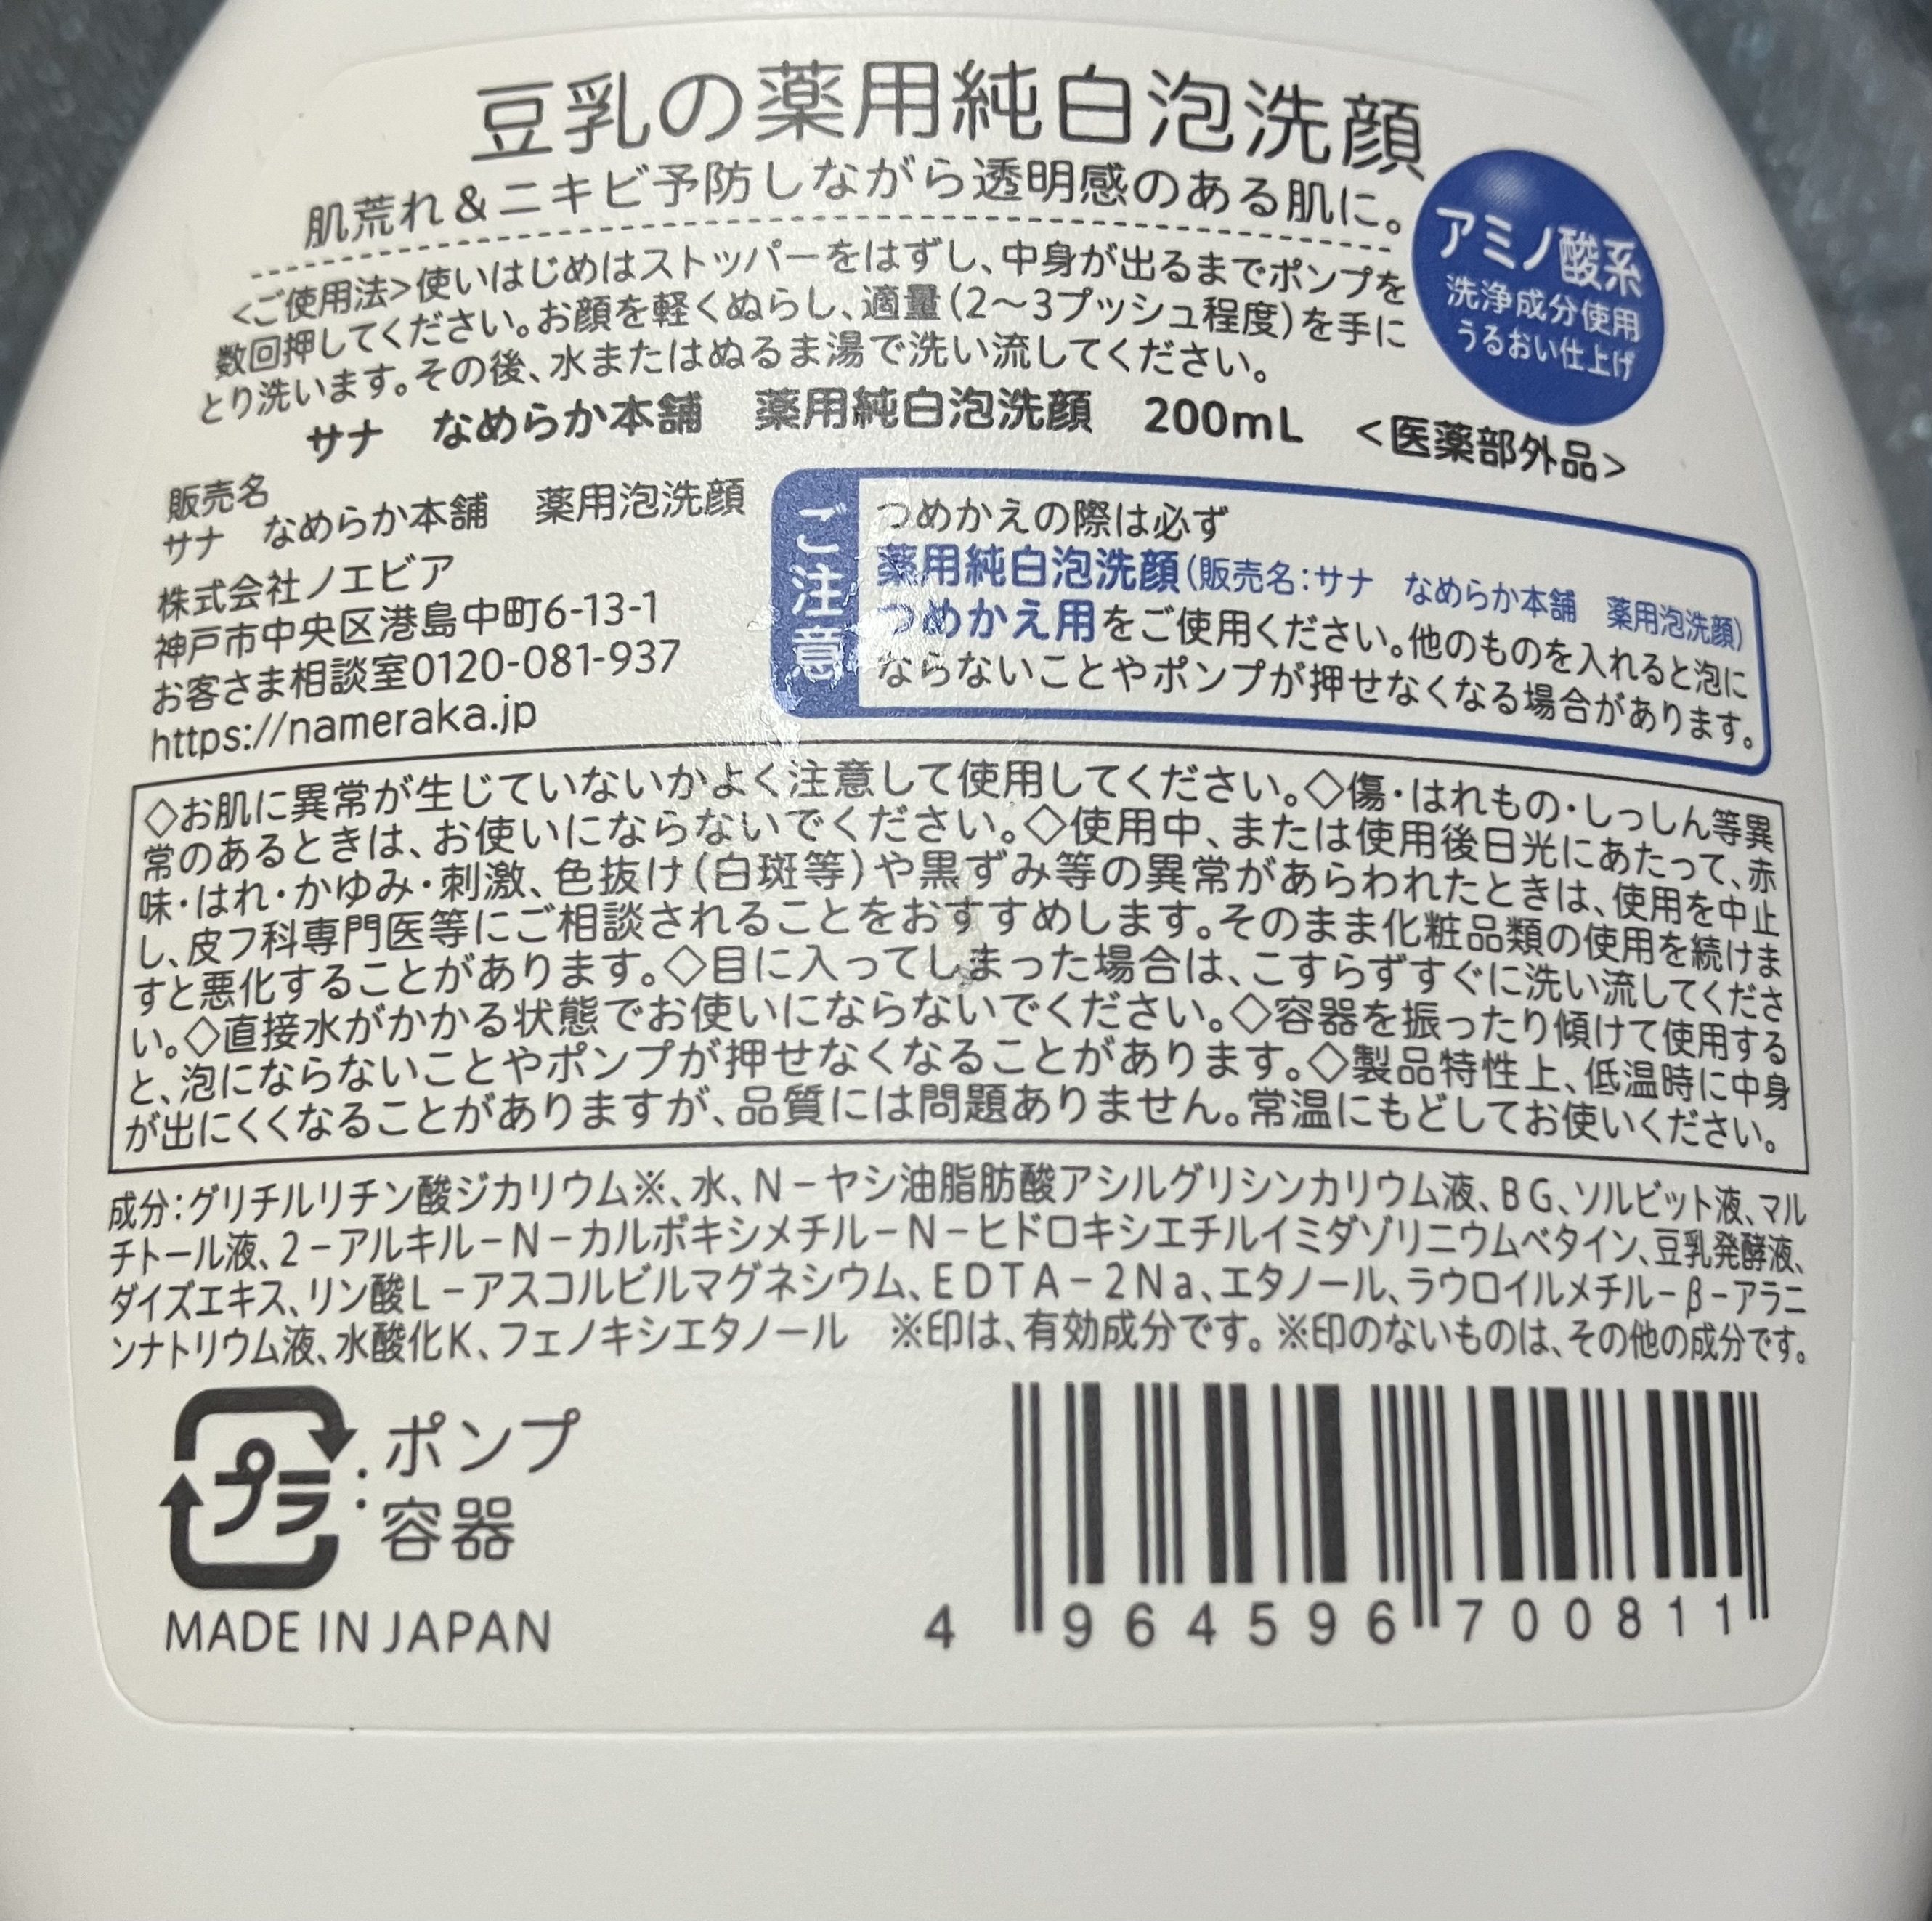 豆乳の薬用純白泡洗顔
肌荒れ&ニキビ予防しながら透明感のある肌に。
アミノ酸系
洗浄成分使用
うるおい仕上げ
<ご使用法>使いはじめはストッパーをはずし、中身が出るまでポンプを
数回押してください。お顔を軽くぬらし、適量(2〜3プッシュ程度)を手に
とり洗います。その後、水またはぬるま湯で洗い流してください。
サナ　なめらか本舗　薬用純白泡洗顔　200mL　<医薬部外品>
販売名
サナ　なめらか本舗　薬用泡洗顔
株式会社ノエビア
神戸市中央区港島中町6-13-1
お客さま相談室0120-081-937
https://nameraka.jp
ご注意
つめかえの際は必ず
薬用純白泡洗顔(販売名:サナ　なめらか本舗　薬用泡洗顔)
つめかえ用をご使用ください。他のものを入れると泡に
ならないことやポンプが押せなくなる場合があります。
◇お肌に異常が生じていないかよく注意して使用してください。◇傷・はれもの・しっしん等異
常のあるときは、お使いにならないでください。◇使用中、または使用後日光にあたって、赤
味・はれ・かゆみ・刺激、色抜け(白斑等)や黒ずみ等の異常があらわれたときは、使用を中止
し、皮フ科専門医等にご相談されることをおすすめします。そのまま化粧品類の使用を続けま
すと悪化することがあります。◇目に入ってしまった場合は、こすらずすぐに洗い流してくださ
い。◇直接水がかかる状態でお使いにならないでください。◇容器を振ったり傾けて使用する
と、泡にならないことやポンプが押せなくなることがあります。◇製品特性上、低温時に中身
が出にくくなることがありますが、品質には問題ありません。常温にもどしてお使いください。
成分:グリチルリチン酸ジカリウム※、水、N－ヤシ油脂肪酸アシルグリシンカリウム液、BG、ソルビット液、マル
チトール液、2－アルキル－N－カルボキシメチル－N－ヒドロキシエチルイミダゾリニウムベタイン、豆乳発酵液、
ダイズエキス、リン酸L－アスコルビルマグネシウム、EDTA－2Na、エタノール、ラウロイルメチル－β－アラニ
ンナトリウム液、水酸化K、フェノキシエタノール　※印は、有効成分です。※印のないものは、その他の成分です。
プラ:ポンプ
:容器
MADE IN JAPAN
4 964596 700811